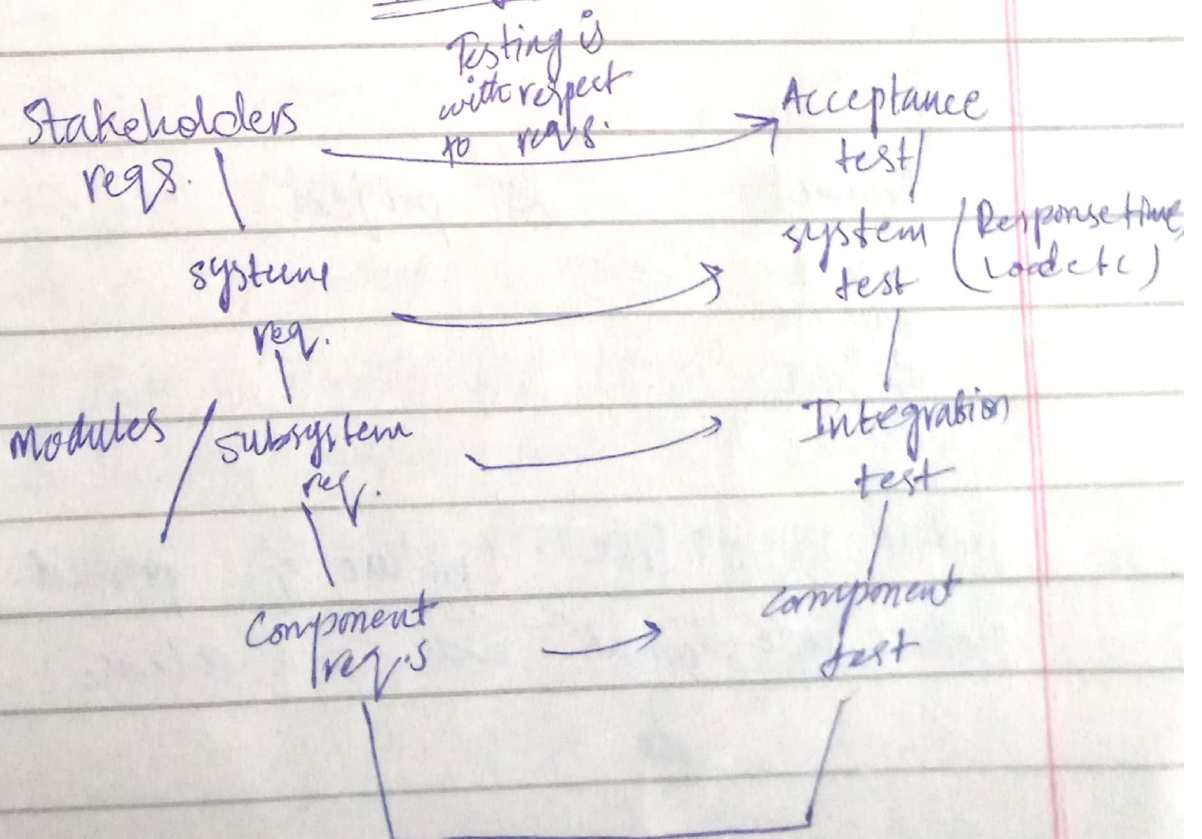 Testing is
with respect
to reqs.
Stakeholders
reqs.
Acceptance
test
system
req.
system
test
(Response time,
Load etc)
Modules
Subsystem
req.
Integration
test
Component
reqs
component
test